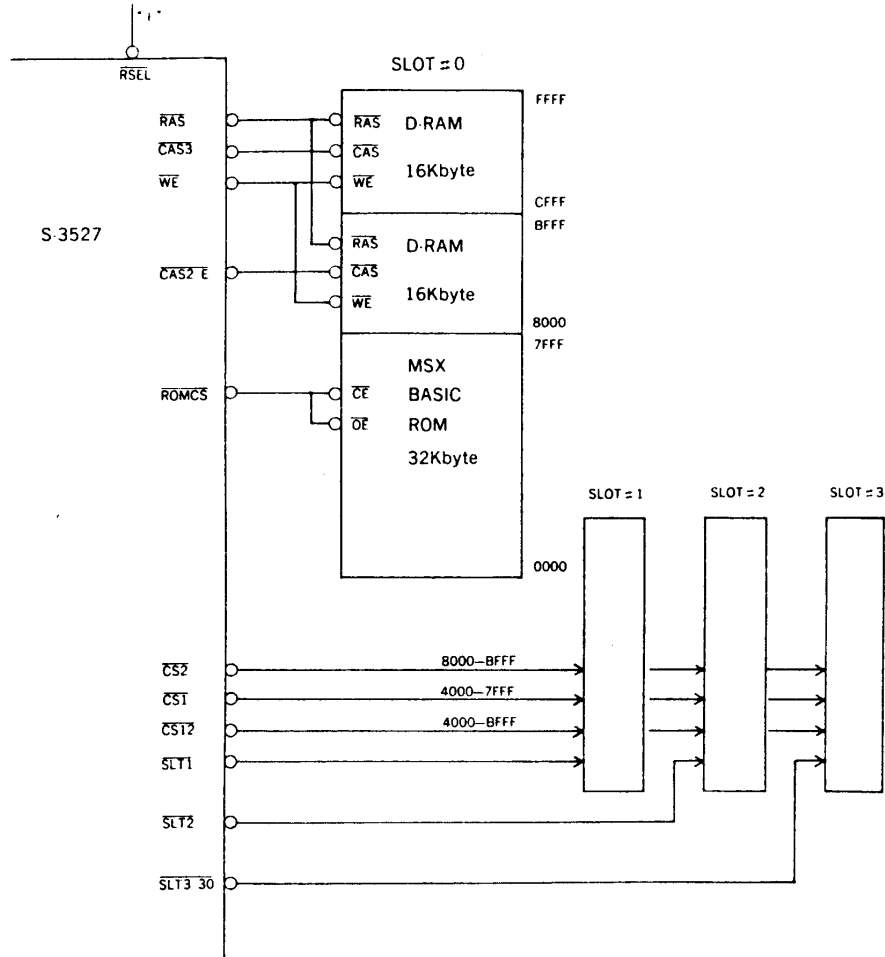 "1"
RSEL
SLOT = 0
FFFF
RAS
RAS
D·RAM
CAS3
CAS
16Kbyte
WE
WE
CFFF
BFFF
S·3527
RAS
D·RAM
CAS2 E
CAS
16Kbyte
WE
8000
7FFF
MSX
ROMCS
CE
BASIC
OE
ROM
32Kbyte
SLOT = 1
SLOT = 2
SLOT = 3
0000
CS2
8000–BFFF
CS1
4000–7FFF
CS12
4000–BFFF
SLT1
SLT2
SLT3 30